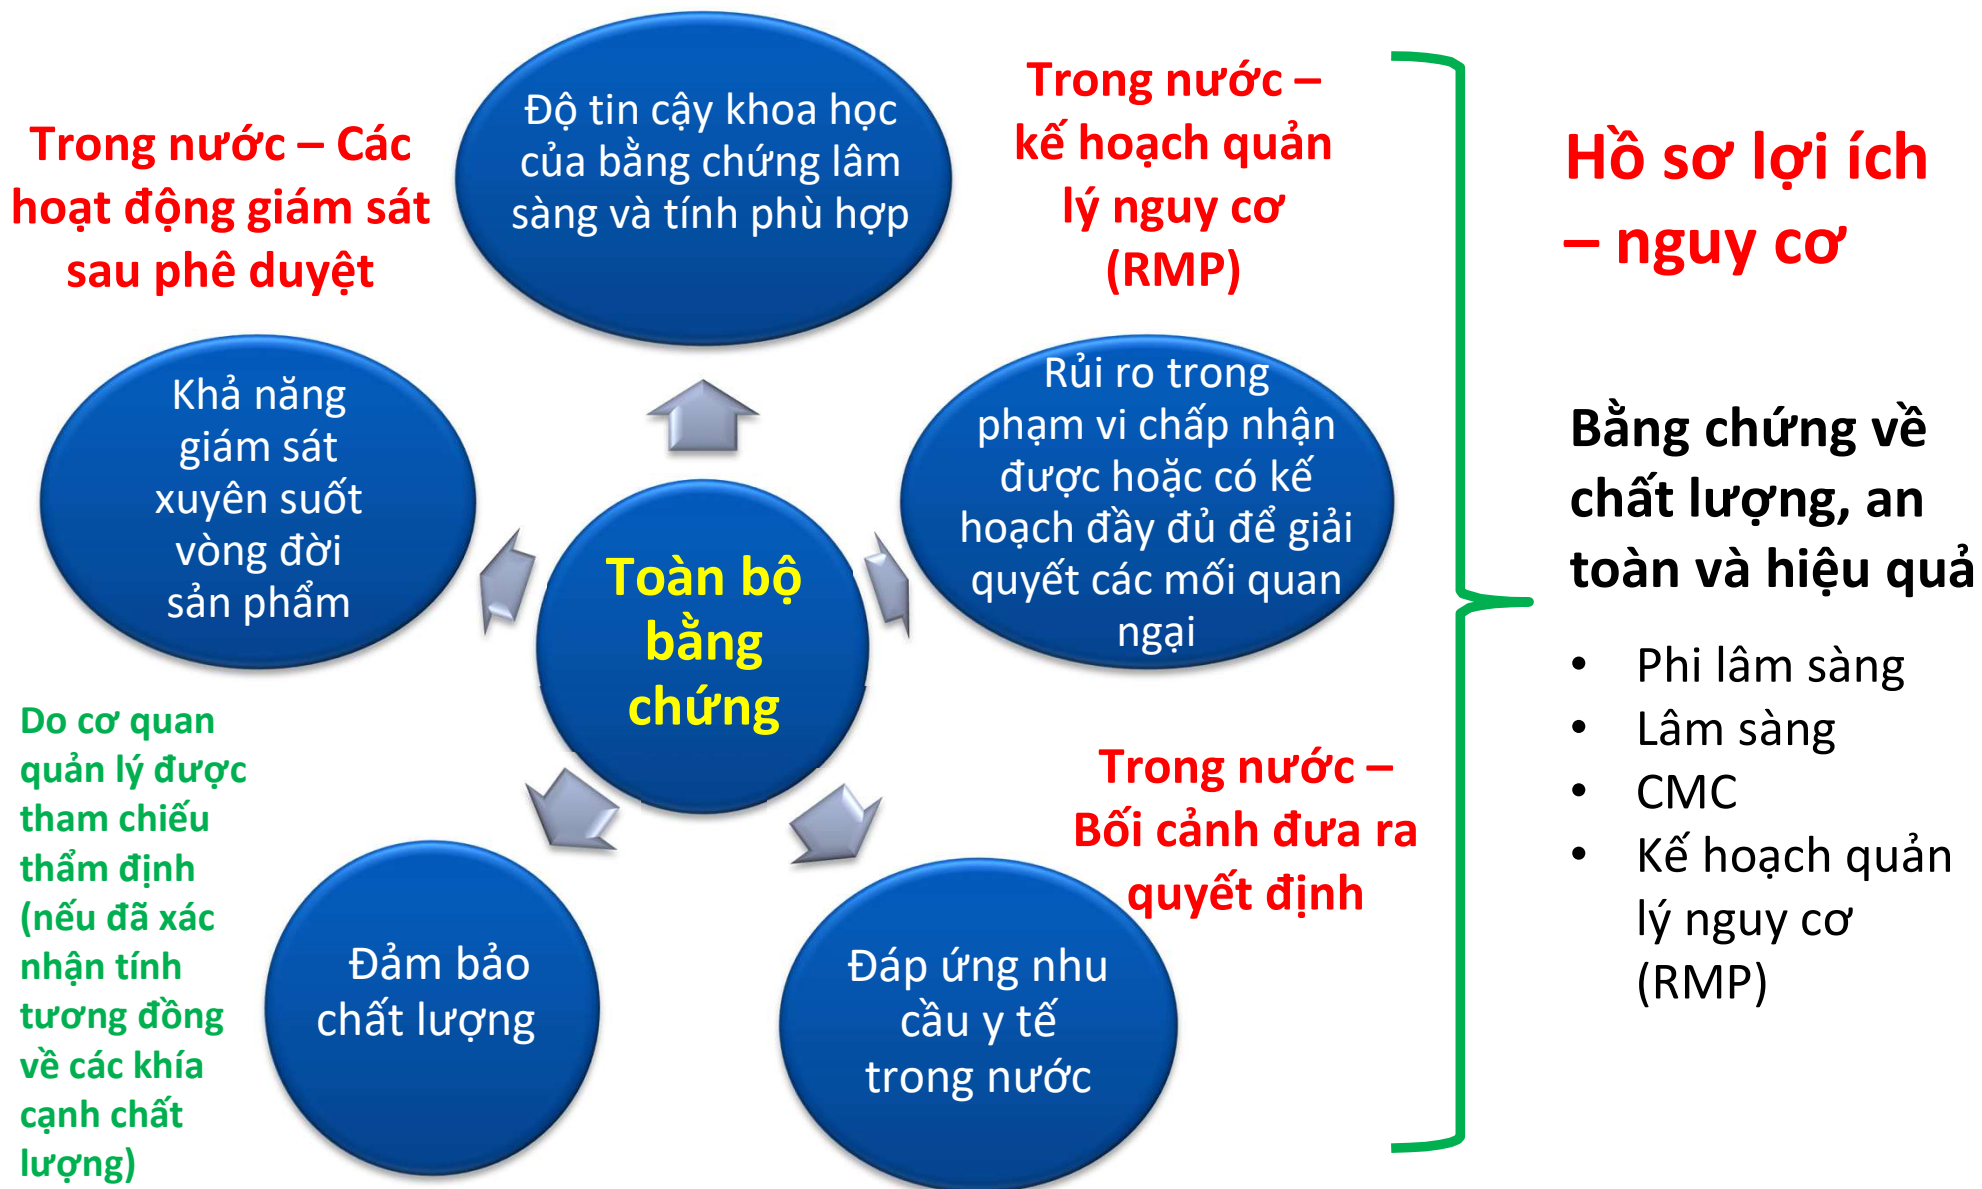 Độ tin cậy khoa học
của bằng chứng lâm
sàng và tính phù hợp
Trong nước – Các
hoạt động giám sát
sau phê duyệt
Trong nước –
kế hoạch quản
lý nguy cơ
(RMP)
Khả năng
giám sát
xuyên suốt
vòng đời
sản phẩm
Rủi ro trong
phạm vi chấp nhận
được hoặc có kế
hoạch đầy đủ để giải
quyết các mối quan
ngại
Toàn bộ
bằng
chứng
Do cơ quan
quản lý được
tham chiếu
thẩm định
(nếu đã xác
nhận tính
tương đồng
về các khía
cạnh chất
lượng)
Đảm bảo
chất lượng
Trong nước –
Bối cảnh đưa ra
quyết định
Đáp ứng nhu
cầu y tế
trong nước
Hồ sơ lợi ích
– nguy cơ
Bằng chứng về
chất lượng, an
toàn và hiệu quả
• Phi lâm sàng
• Lâm sàng
• CMC
• Kế hoạch quản
lý nguy cơ
(RMP)